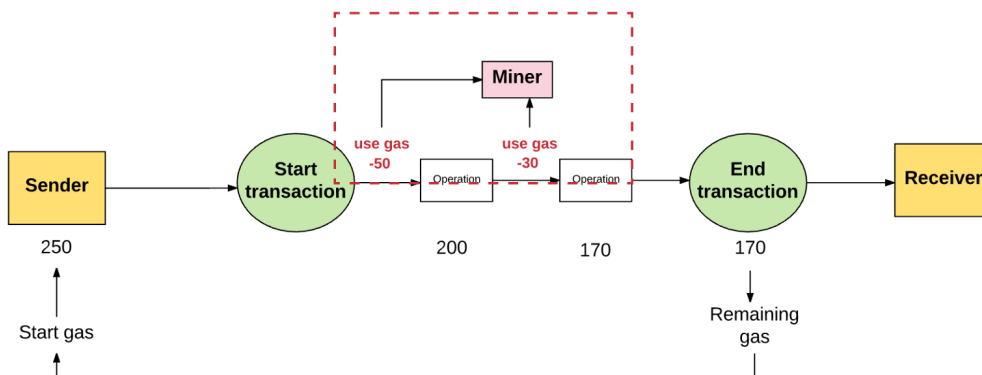 Miner
use gas
-50
use gas
-30
Sender
Start
transaction
Operation
Operation
End
transaction
Receiver
250
200
170
170
Start gas
Remaining
gas